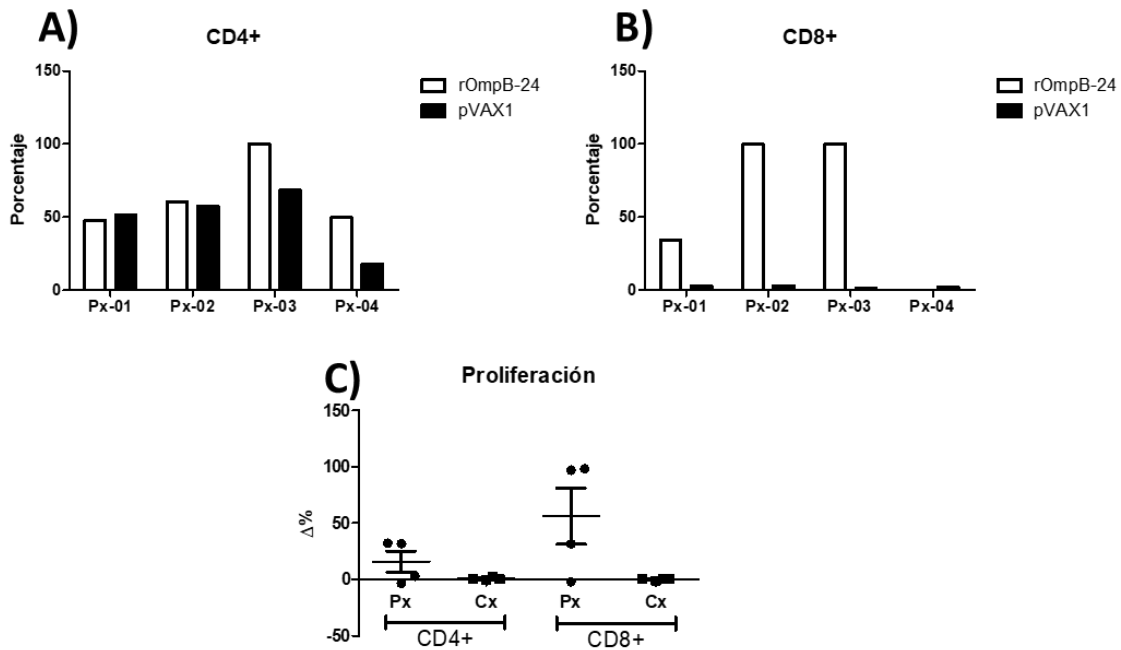 A)
CD4+
Porcentaje
150
100
50
0
Px-01 Px-02 Px-03 Px-04
rOmpB-24
pVAX1
B)
CD8+
Porcentaje
150
100
50
0
Px-01 Px-02 Px-03 Px-04
rOmpB-24
pVAX1
C)
Proliferación
Δ%
150
100
50
0
-50
Px Cx Px Cx
CD4+ CD8+